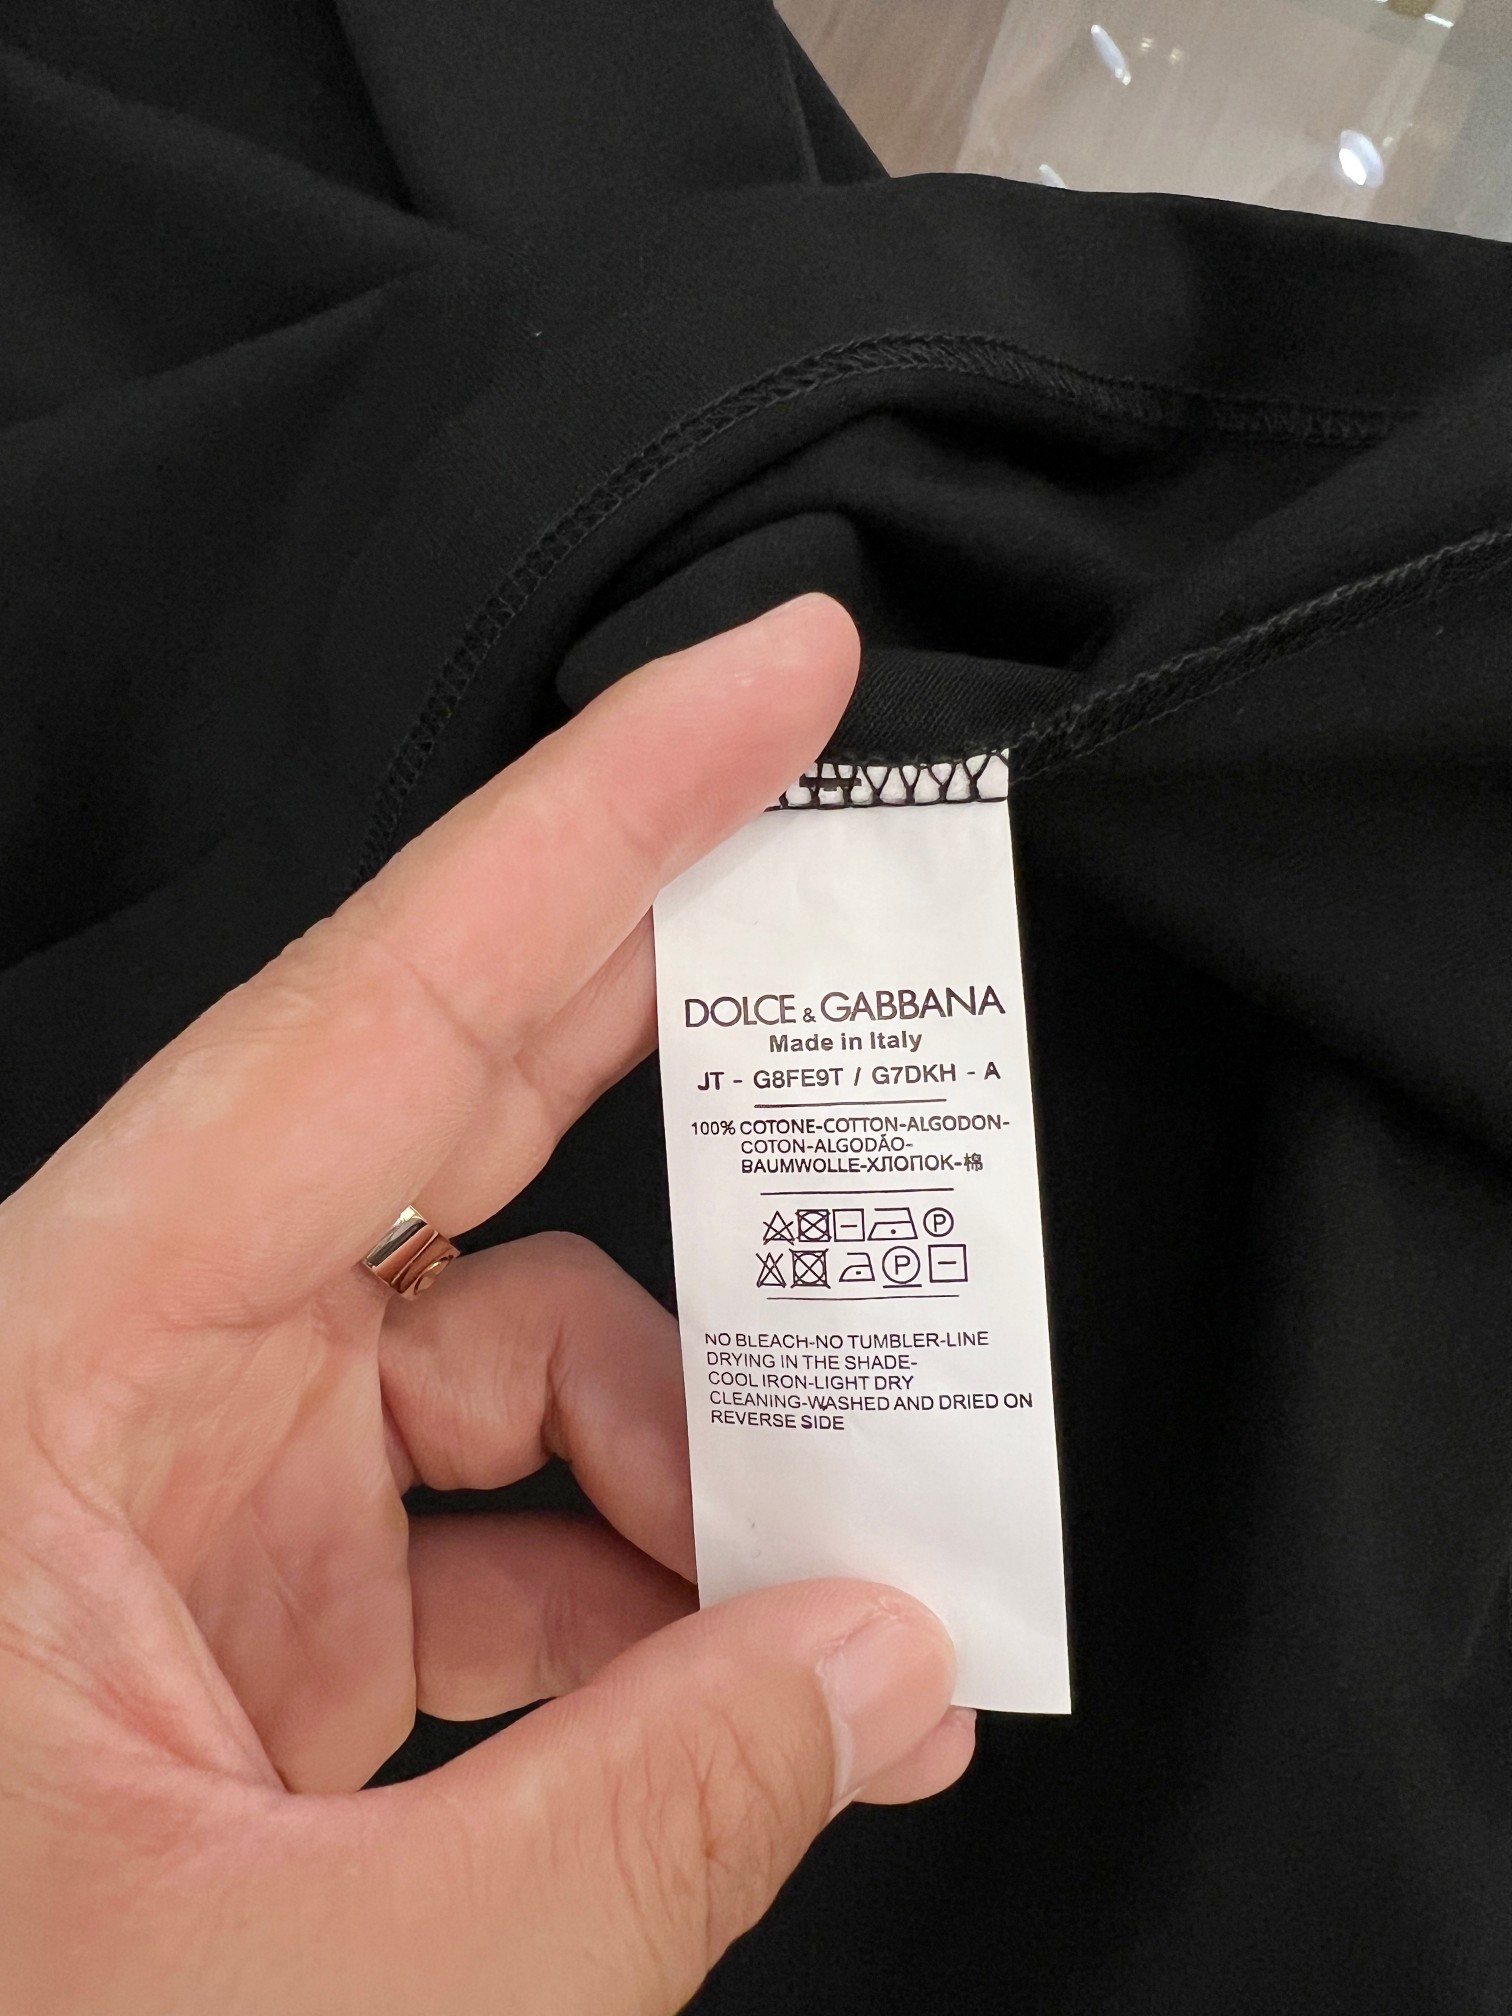 DOLCE & GABBANA
Made in Italy
JT - G8FE9T / G7DKH - A
100% COTONE-COTTON-ALGODON-
COTON-ALGODÃO-
BAUMWOLLE-ХЛОПОК-棉
P
P
NO BLEACH-NO TUMBLER-LINE
DRYING IN THE SHADE-
COOL IRON-LIGHT DRY
CLEANING-WASHED AND DRIED ON
REVERSE SIDE